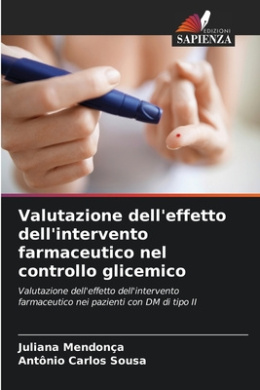 EDIZIONI
SAPIENZA
Valutazione dell'effetto
dell'intervento
farmaceutico nel
controllo glicemico
Valutazione dell'effetto dell'intervento
farmaceutico nei pazienti con DM di tipo II
Juliana Mendonça
Antônio Carlos Sousa